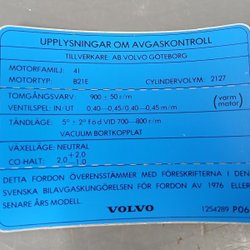 UPPLYSNINGAR OM AVGASKONTROLL
TILLVERKARE AB VOLVO GÖTEBORG
MOTORFAMILJ: 4I
MOTORTYP: B21E CYLINDERVOLYM: 2127
TOMGÅNGSVARV: 900 ± 50 r/m (varm motor)
VENTILSPEL: IN/UT 0.40—0.45/0.40—0.45 m/m
TÄNDLÄGE: 5° ± 2° f ö d VID 700—800 r/m
VACUUM BORTKOPPLAT
VÄXELLÄGE: NEUTRAL
CO HALT: 2.0 +2.0 −1.0
DETTA FORDON ÖVERENSSTÄMMER MED FÖRESKRIFTERNA I DEN
SVENSKA BILAVGASKUNGÖRELSEN FÖR FORDON AV 1976 ELLER
SENARE ÅRS MODELL.
VOLVO 1254289 P06